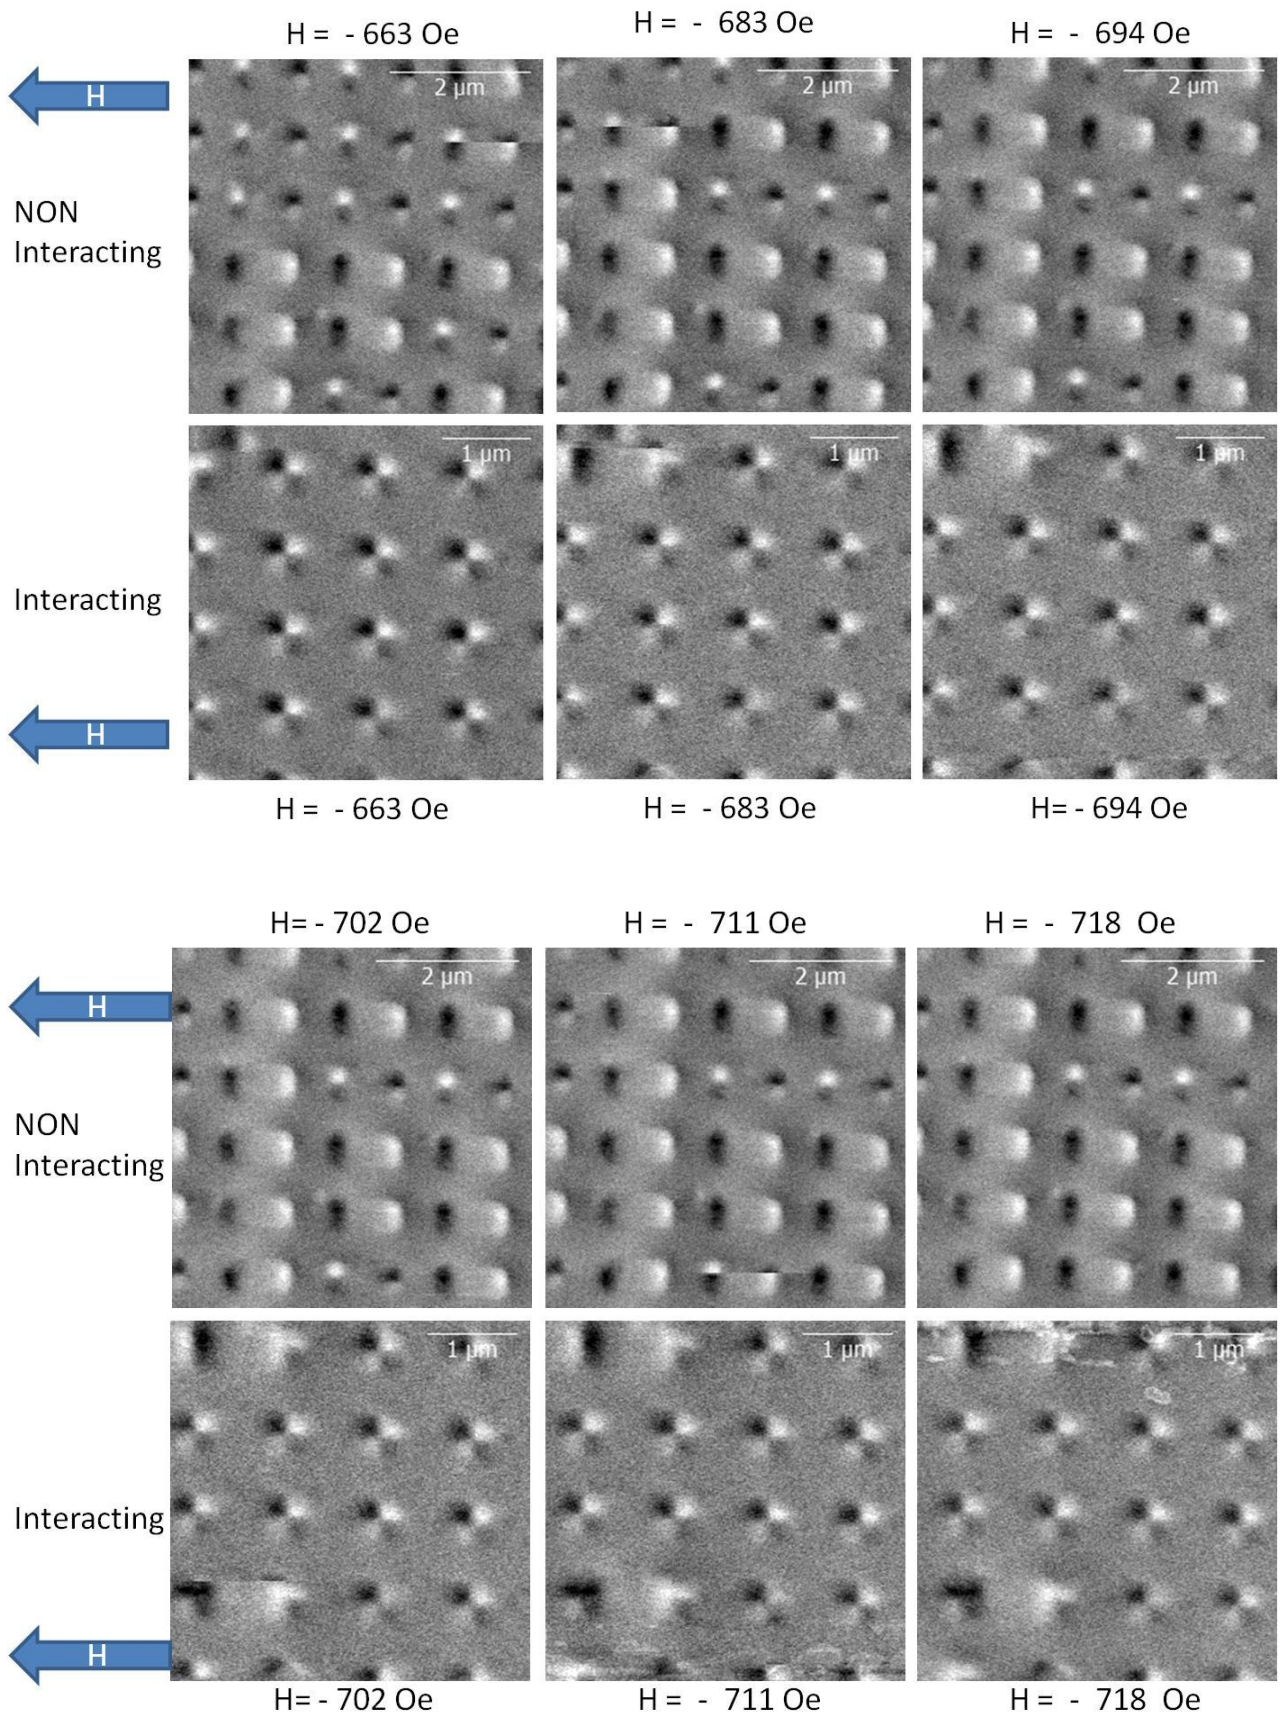 H = - 663 Oe
H = - 683 Oe
H = - 694 Oe
H
2 µm
2 µm
2 µm
NON
Interacting
1 µm
1 µm
1 µm
Interacting
H
H = - 663 Oe
H = - 683 Oe
H= - 694 Oe
H= - 702 Oe
H = - 711 Oe
H = - 718 Oe
H
2 µm
2 µm
2 µm
NON
Interacting
1 µm
1 µm
1 µm
Interacting
H
H= - 702 Oe
H = - 711 Oe
H = - 718 Oe